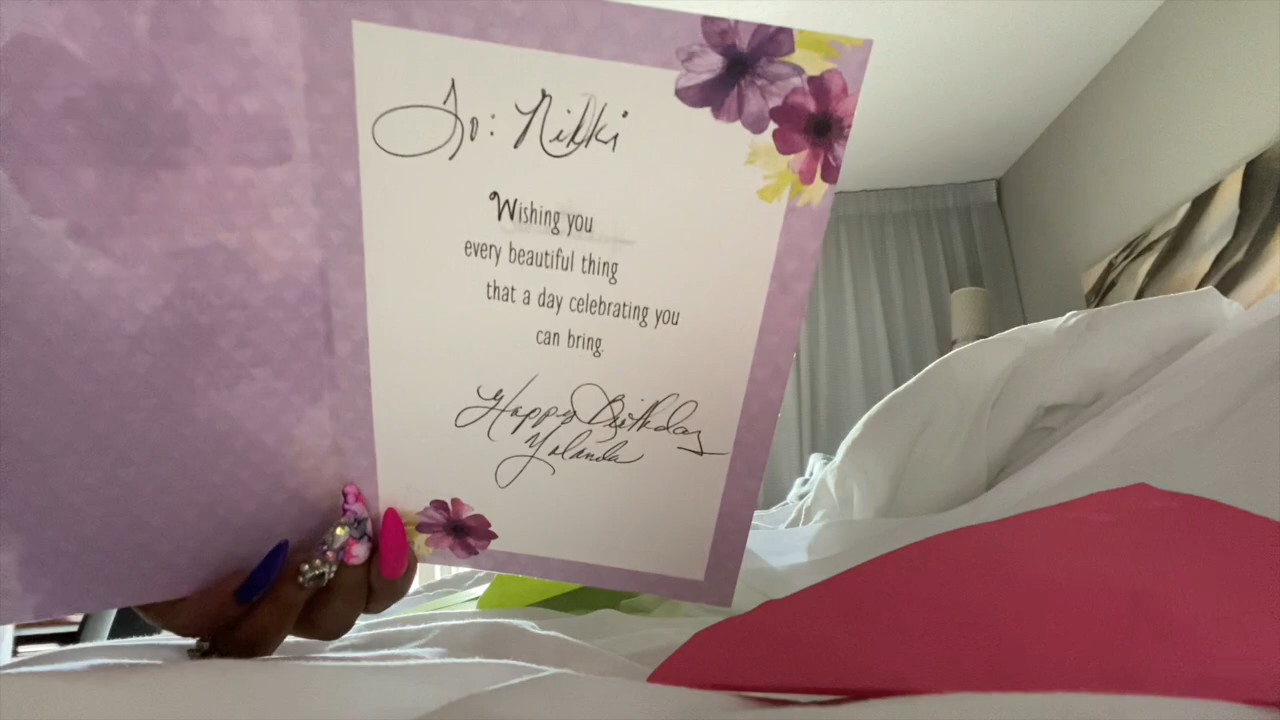 To: Nikki
Wishing you
every beautiful thing
that a day celebrating you
can bring.
Happy Birthday
Yolanda